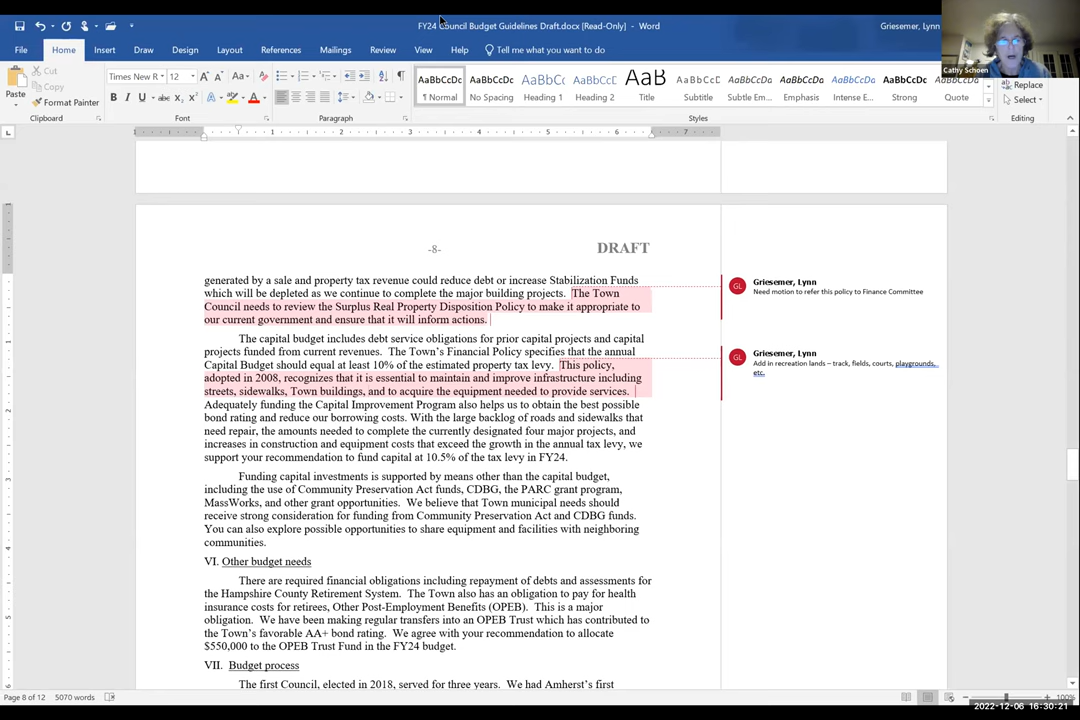 FY24 Council Budget Guidelines Draft.docx [Read-Only] - Word
Griesemer, Lynn
File Home Insert Draw Design Layout References Mailings Review View Help Tell me what you want to do
Cathy Schoen
Paste
Cut
Copy
Format Painter
Times New R 12
AaBbCcDc AaBbCcDc AaBbCc AaBbCcC AaB AaBbCcD AaBbCcDc AaBbCcDc AaBbCcDc AaBbCcDc AaBbCcDc
¶ Normal No Spacing Heading 1 Heading 2 Title Subtitle Subtle Em... Emphasis Intense E... Strong Quote
Replace
Select
Clipboard Font Paragraph Styles Editing
1 2 3 4 5 6 7
-8- DRAFT
generated by a sale and property tax revenue could reduce debt or increase Stabilization Funds
which will be depleted as we continue to complete the major building projects. The Town
Council needs to review the Surplus Real Property Disposition Policy to make it appropriate to
our current government and ensure that it will inform actions.
The capital budget includes debt service obligations for prior capital projects and capital
projects funded from current revenues. The Town's Financial Policy specifies that the annual
Capital Budget should equal at least 10% of the estimated property tax levy. This policy,
adopted in 2008, recognizes that it is essential to maintain and improve infrastructure including
streets, sidewalks, Town buildings, and to acquire the equipment needed to provide services.
Adequately funding the Capital Improvement Program also helps us to obtain the best possible
bond rating and reduce our borrowing costs. With the large backlog of roads and sidewalks that
need repair, the amounts needed to complete the currently designated four major projects, and
increases in construction and equipment costs that exceed the growth in the annual tax levy, we
support your recommendation to fund capital at 10.5% of the tax levy in FY24.
Funding capital investments is supported by means other than the capital budget,
including the use of Community Preservation Act funds, CDBG, the PARC grant program,
MassWorks, and other grant opportunities. We believe that Town municipal needs should
receive strong consideration for funding from Community Preservation Act and CDBG funds.
You can also explore possible opportunities to share equipment and facilities with neighboring
communities.
VI. Other budget needs
There are required financial obligations including repayment of debts and assessments for
the Hampshire County Retirement System. The Town also has an obligation to pay for health
insurance costs for retirees, Other Post-Employment Benefits (OPEB). This is a major
obligation. We have been making regular transfers into an OPEB Trust which has contributed to
the Town's favorable AA+ bond rating. We agree with your recommendation to allocate
$550,000 to the OPEB Trust Fund in the FY24 budget.
VII. Budget process
The first Council, elected in 2018, served for three years. We had Amherst's first
GL
Griesemer, Lynn
Need motion to refer this policy to Finance Committee
GL
Griesemer, Lynn
Add in recreation lands – track, fields, courts, playgrounds,
etc.
Page 8 of 12 5070 words
100%
2022-12-06 16:30:21